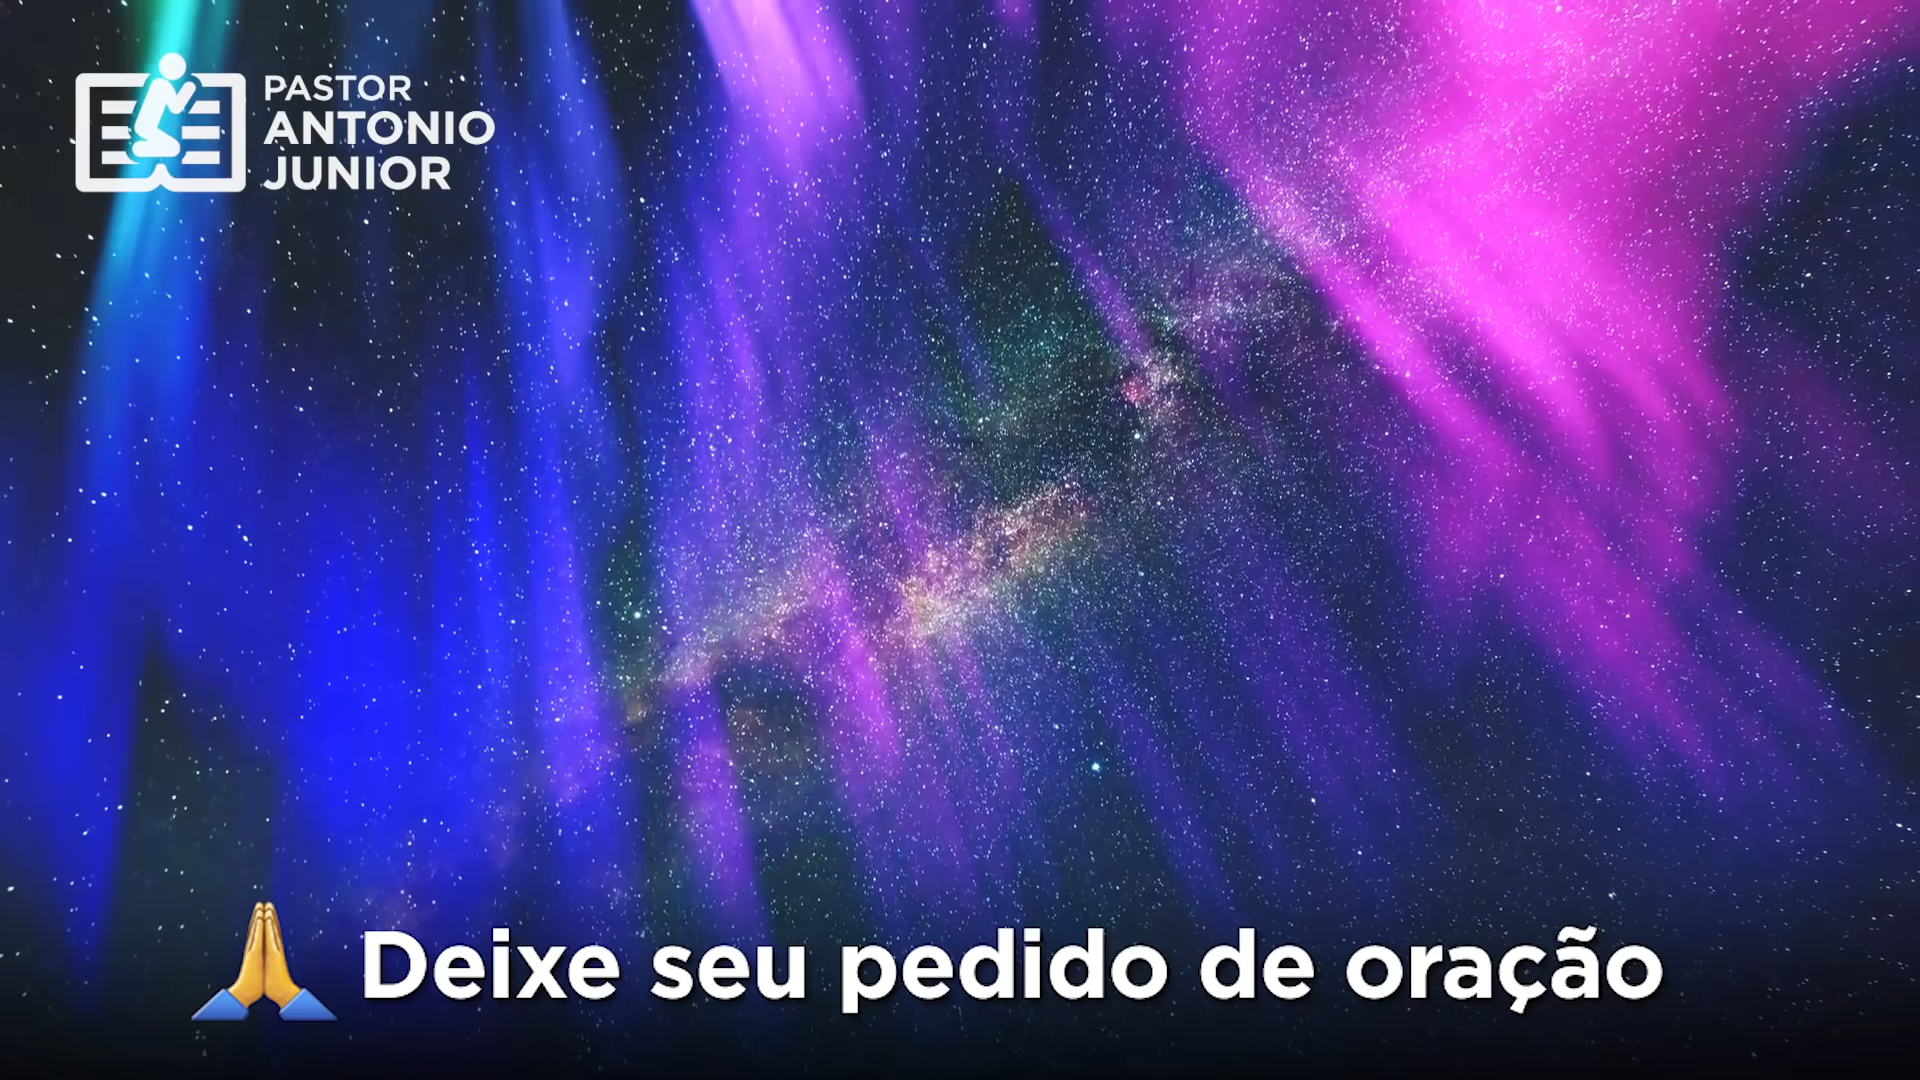 PASTOR
ANTONIO
JUNIOR
🙏 Deixe seu pedido de oração